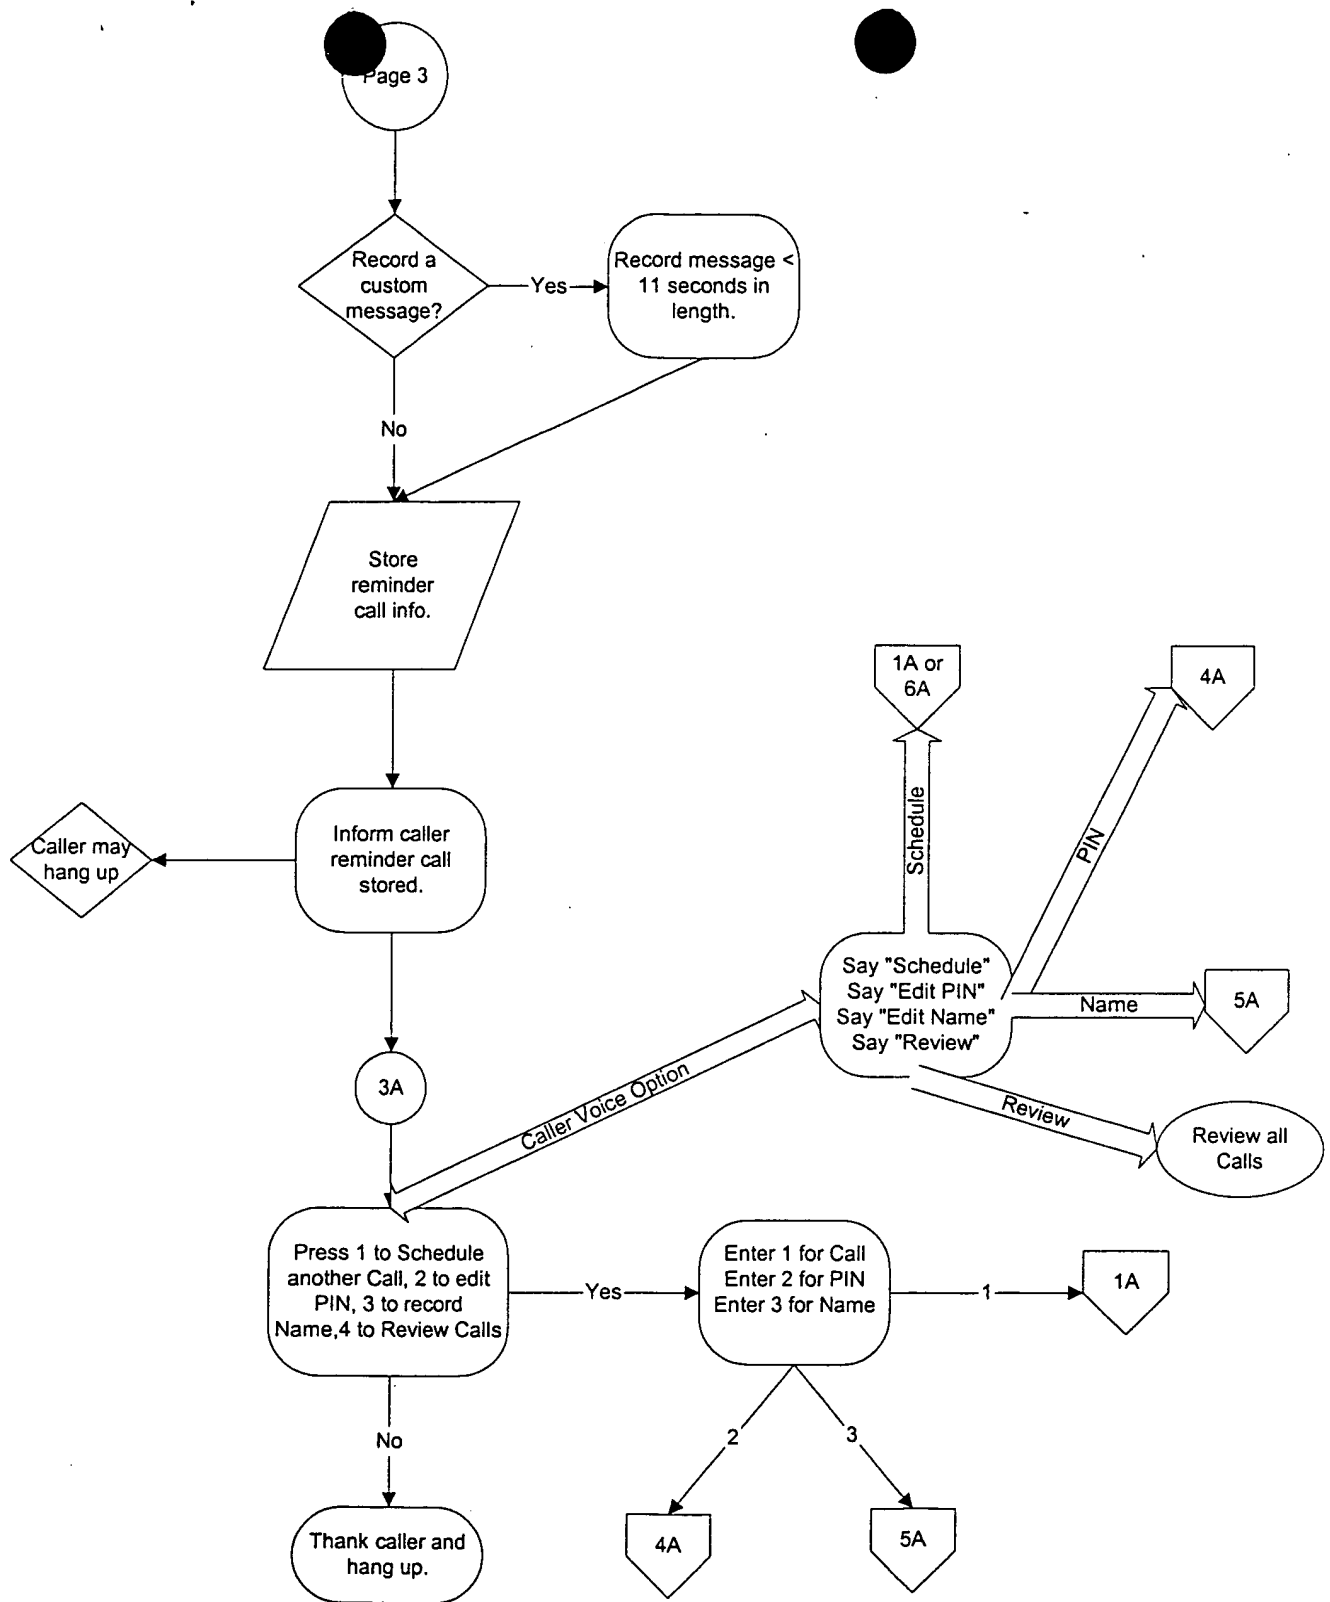 Page 3
Record a
custom
message?
Yes
Record message <
11 seconds in
length.
No
Store
reminder
call info.
1A or
6A
4A
Schedule
PIN
Inform caller
reminder call
stored.
Caller may
hang up
Say "Schedule"
Say "Edit PIN"
Say "Edit Name"
Say "Review"
Name
5A
3A
Caller Voice Option
Review
Review all
Calls
Press 1 to Schedule
another Call, 2 to edit
PIN, 3 to record
Name,4 to Review Calls
Yes
Enter 1 for Call
Enter 2 for PIN
Enter 3 for Name
1
1A
No
2
3
Thank caller and
hang up.
4A
5A